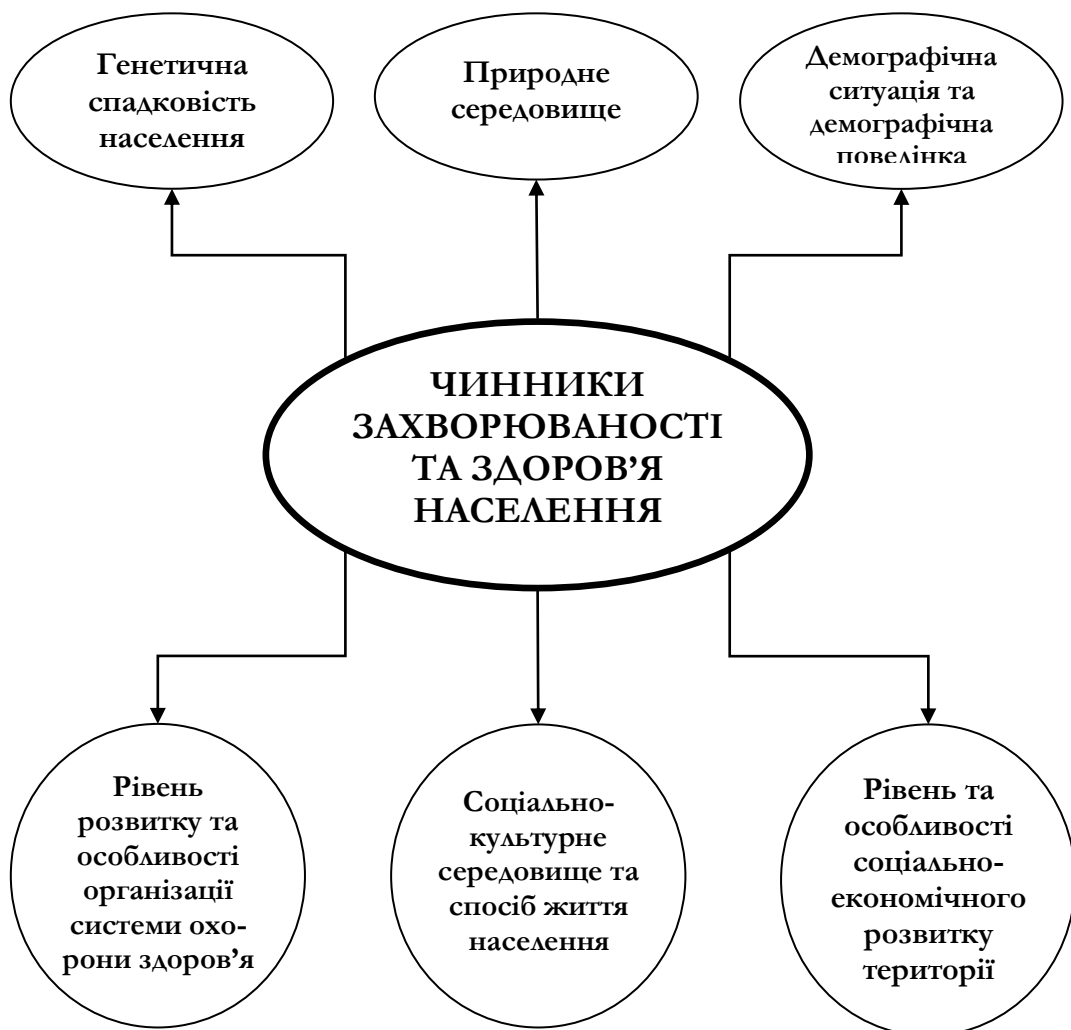 Генетична
спадковість
населення
Природне
середовище
Демографічна
ситуація та
демографічна
поведінка
ЧИННИКИ
ЗАХВОРЮВАНОСТІ
ТА ЗДОРОВ’Я
НАСЕЛЕННЯ
Рівень
розвитку та
особливості
організації
системи охо-
рони здоров’я
Соціально-
культурне
середовище та
спосіб життя
населення
Рівень та
особливості
соціально-
економічного
розвитку
території